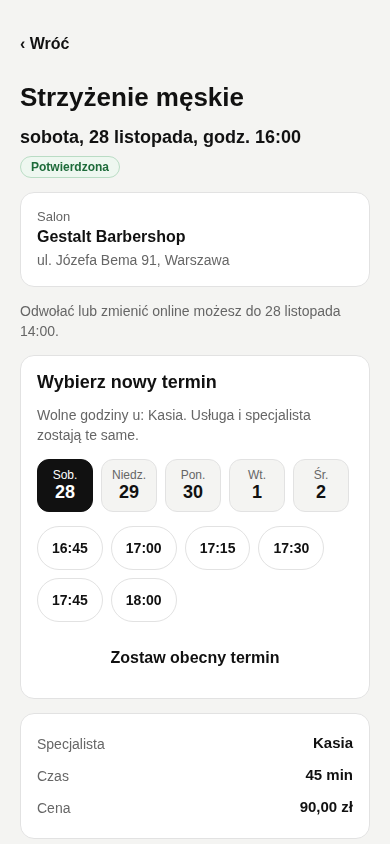 ‹ Wróć
Strzyżenie męskie
sobota, 28 listopada, godz. 16:00
Potwierdzona
Salon
Gestalt Barbershop
ul. Józefa Bema 91, Warszawa
Odwołać lub zmienić online możesz do 28 listopada
14:00.
Wybierz nowy termin
Wolne godziny u: Kasia. Usługa i specjalista
zostają te same.
Sob. Niedz. Pon. Wt. Śr.
28 29 30 1 2
16:45 17:00 17:15 17:30
17:45 18:00
Zostaw obecny termin
Specjalista Kasia
Czas 45 min
Cena 90,00 zł